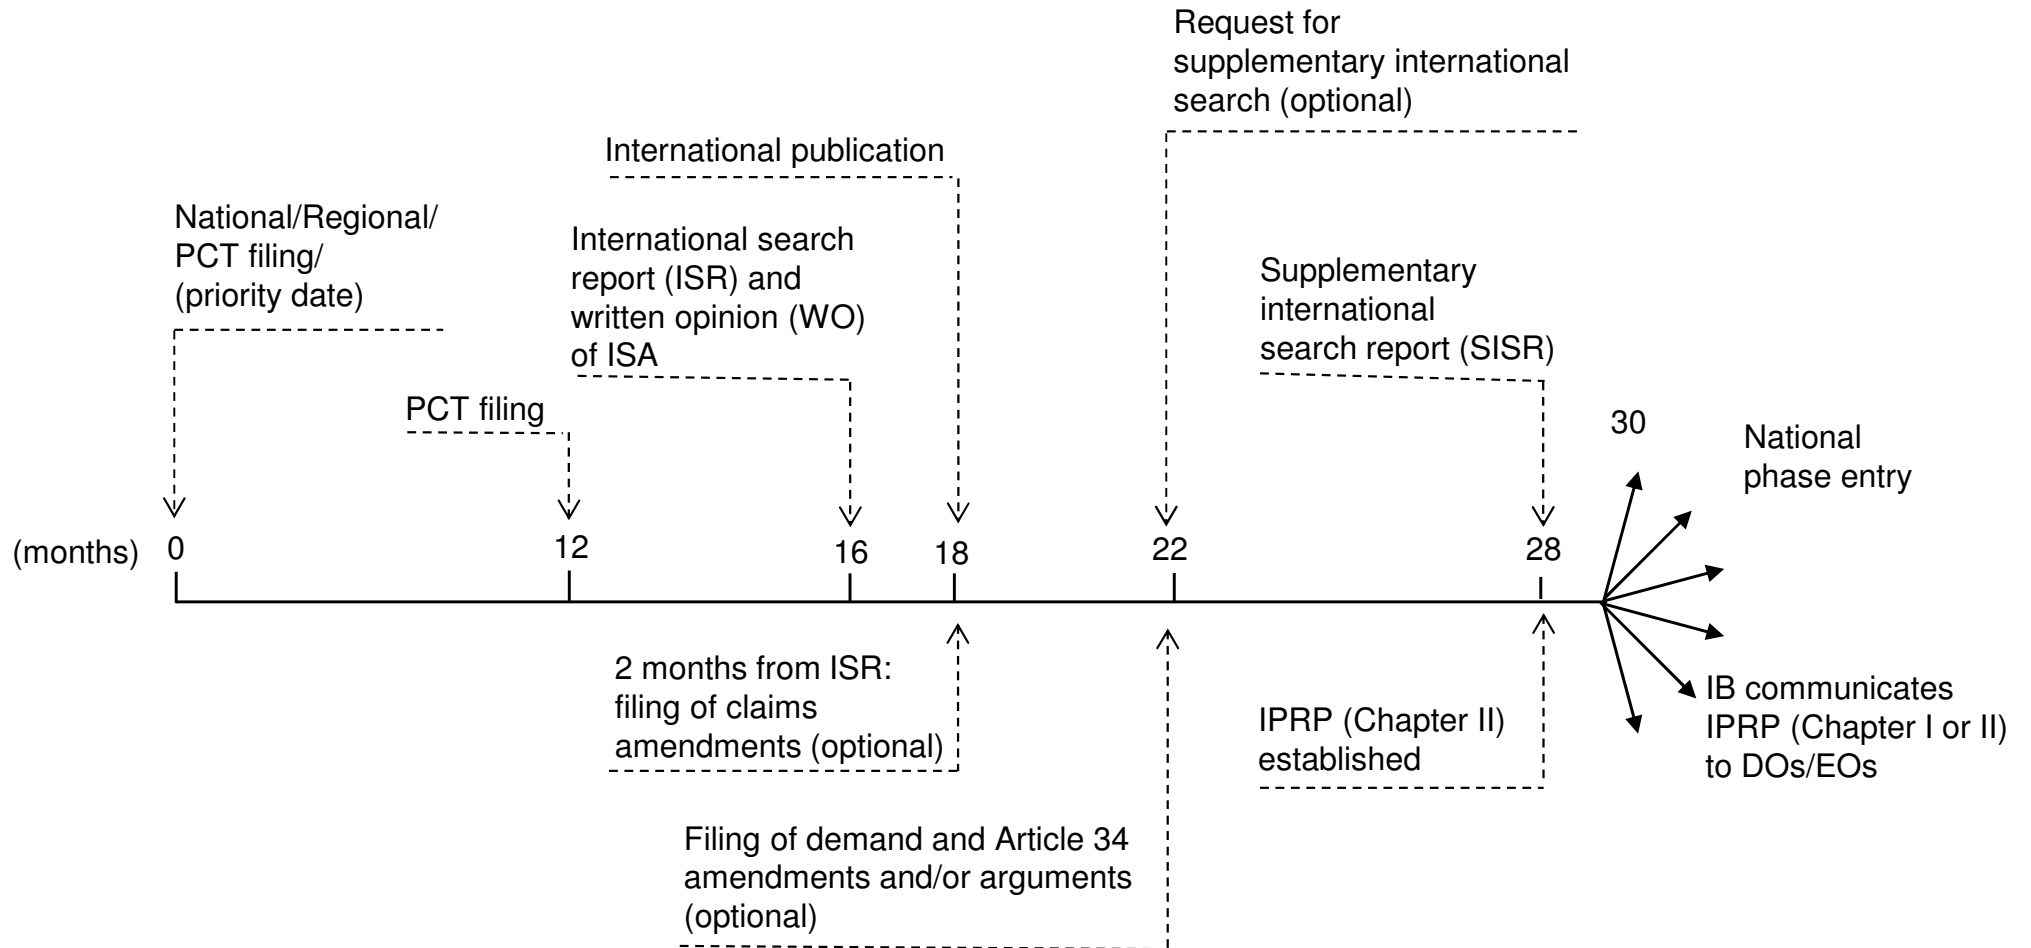 Request for
supplementary international
search (optional)
International publication
National/Regional/
PCT filing/
(priority date)
International search
report (ISR) and
written opinion (WO)
of ISA
Supplementary
international
search report (SISR)
PCT filing
30
National
phase entry
(months) 0 12 16 18 22 28
2 months from ISR:
filing of claims
amendments (optional)
IPRP (Chapter II)
established
IB communicates
IPRP (Chapter I or II)
to DOs/EOs
Filing of demand and Article 34
amendments and/or arguments
(optional)